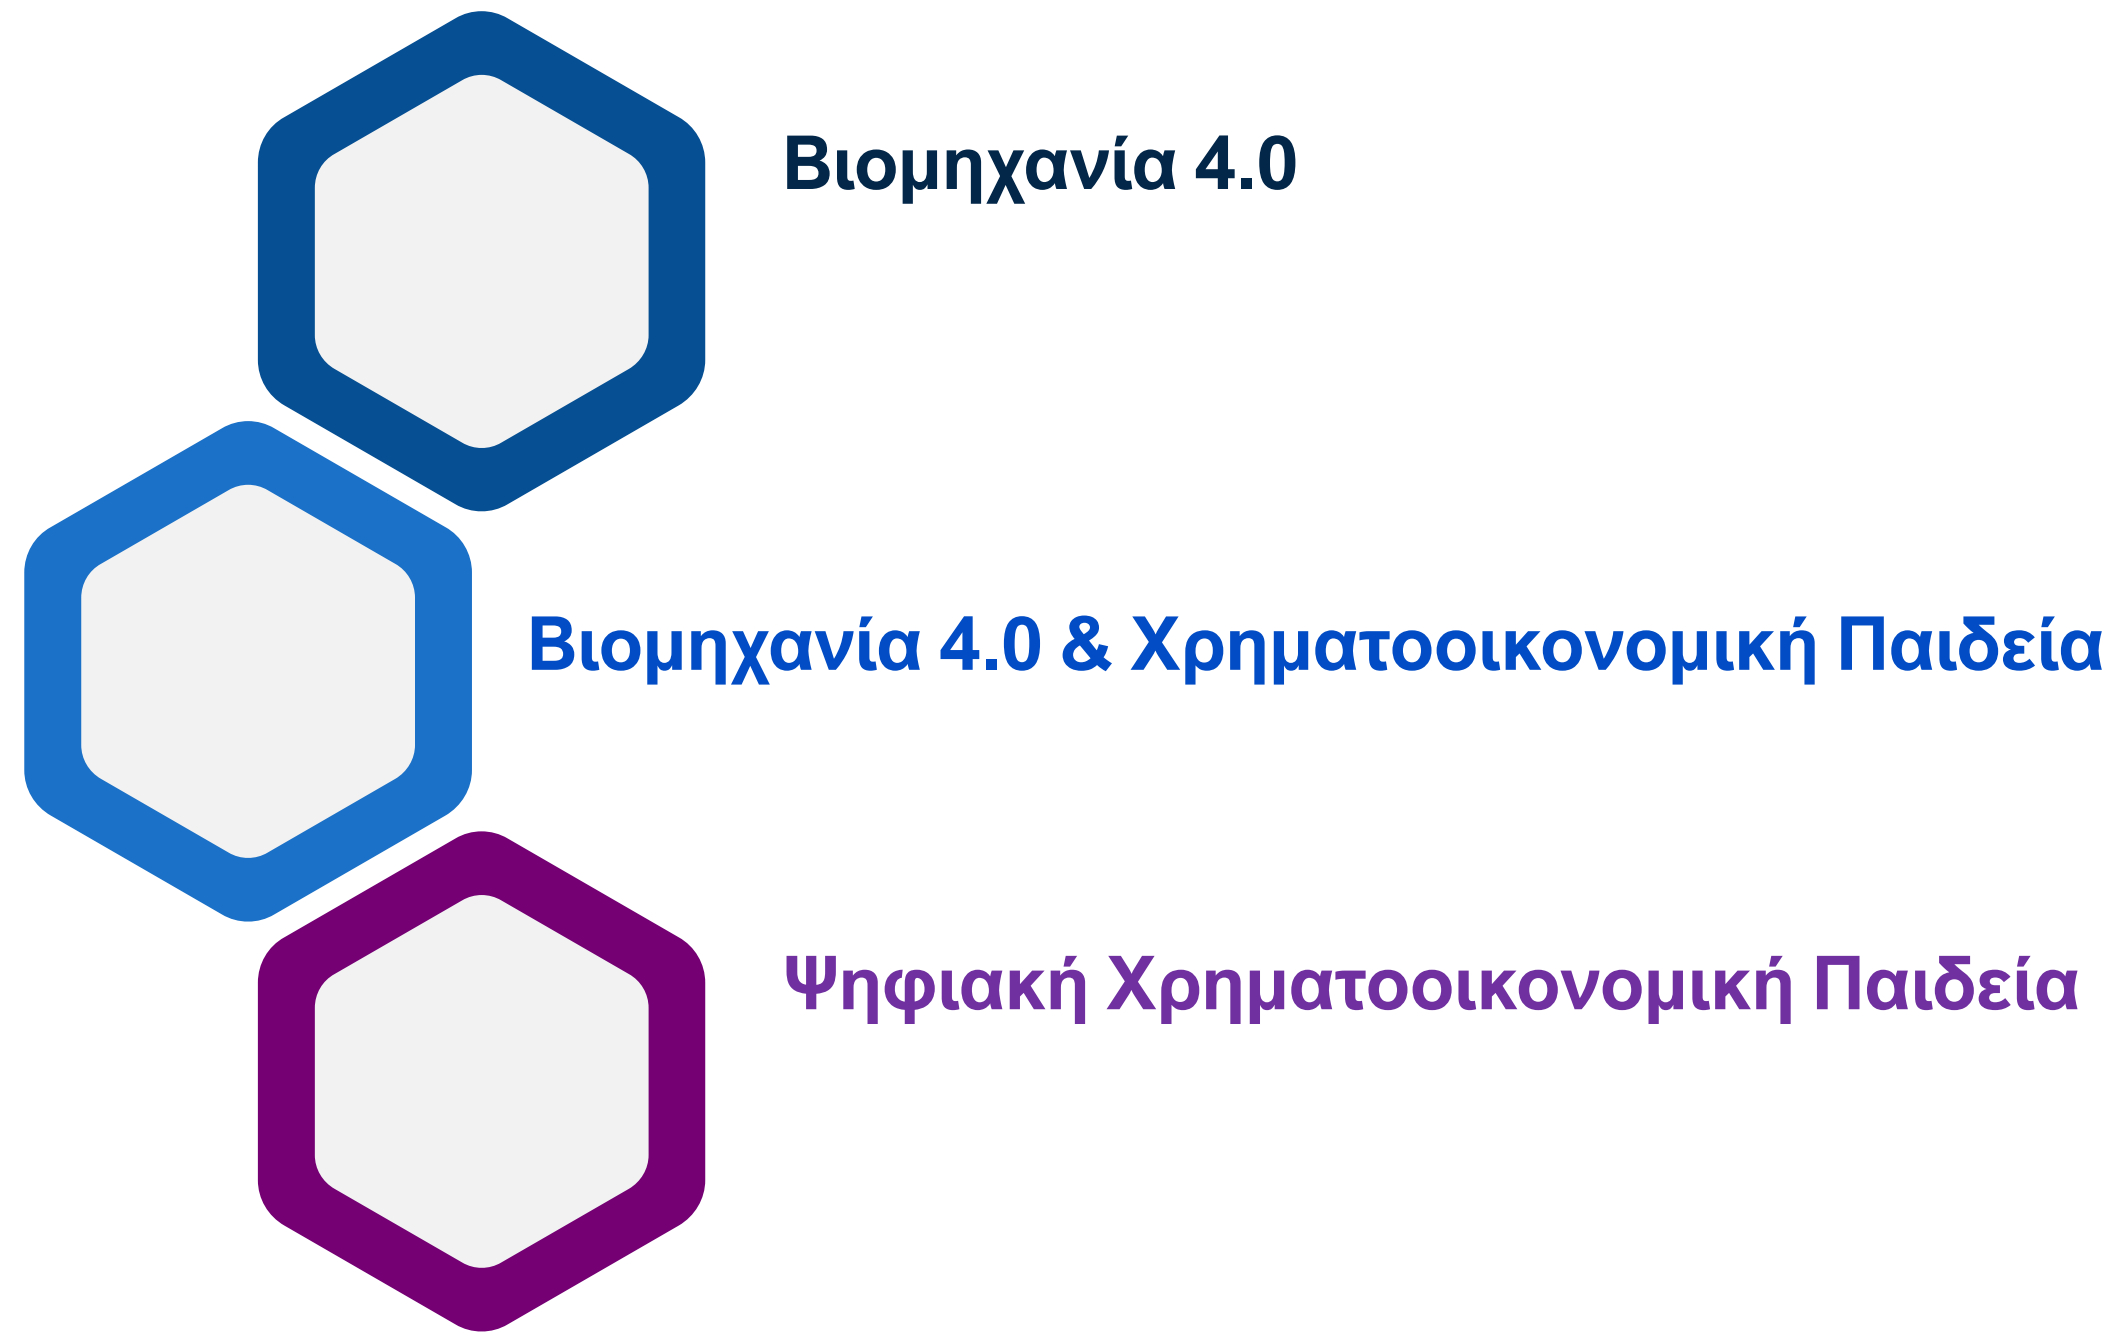 Βιομηχανία 4.0
Βιομηχανία 4.0 & Χρηματοοικονομική Παιδεία
Ψηφιακή Χρηματοοικονομική Παιδεία